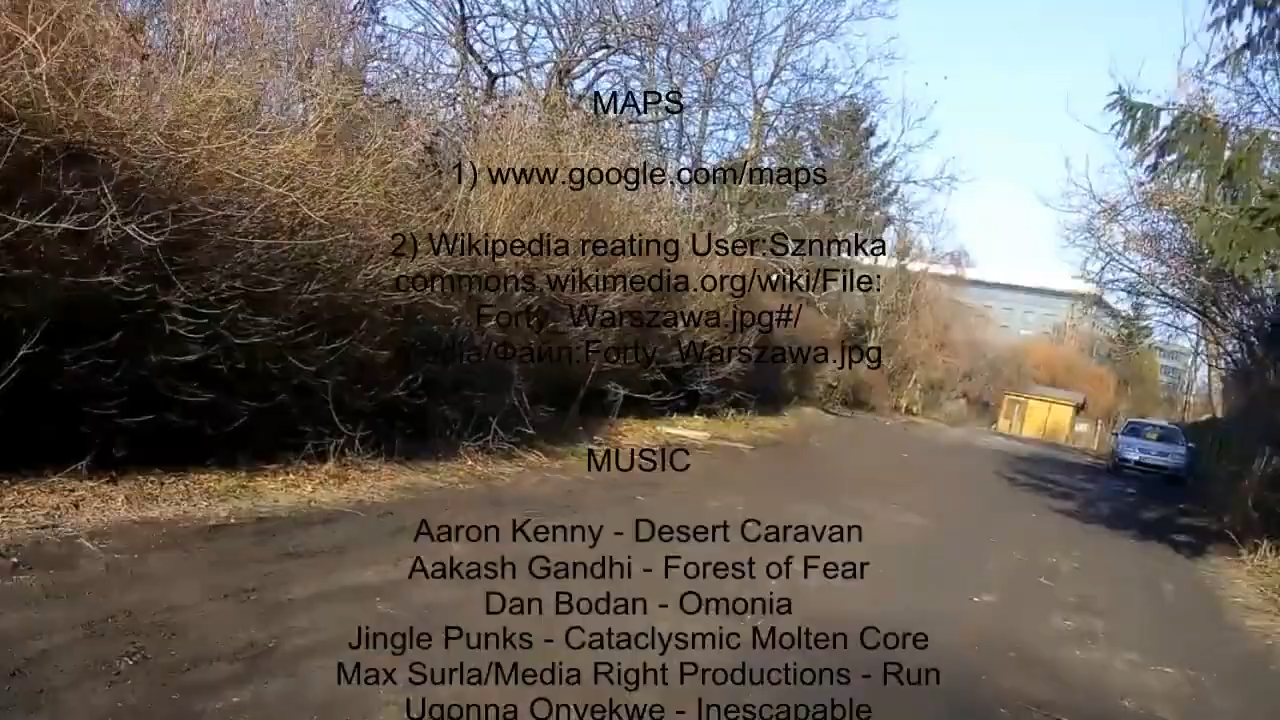 MAPS
1) www.google.com/maps
2) Wikipedia reating User:Sznmka
commons.wikimedia.org/wiki/File:
Forty_Warszawa.jpg#/
media/Файл:Forty_Warszawa.jpg
MUSIC
Aaron Kenny - Desert Caravan
Aakash Gandhi - Forest of Fear
Dan Bodan - Omonia
Jingle Punks - Cataclysmic Molten Core
Max Surla/Media Right Productions - Run
Ugonna Onyekwe - Inescapable